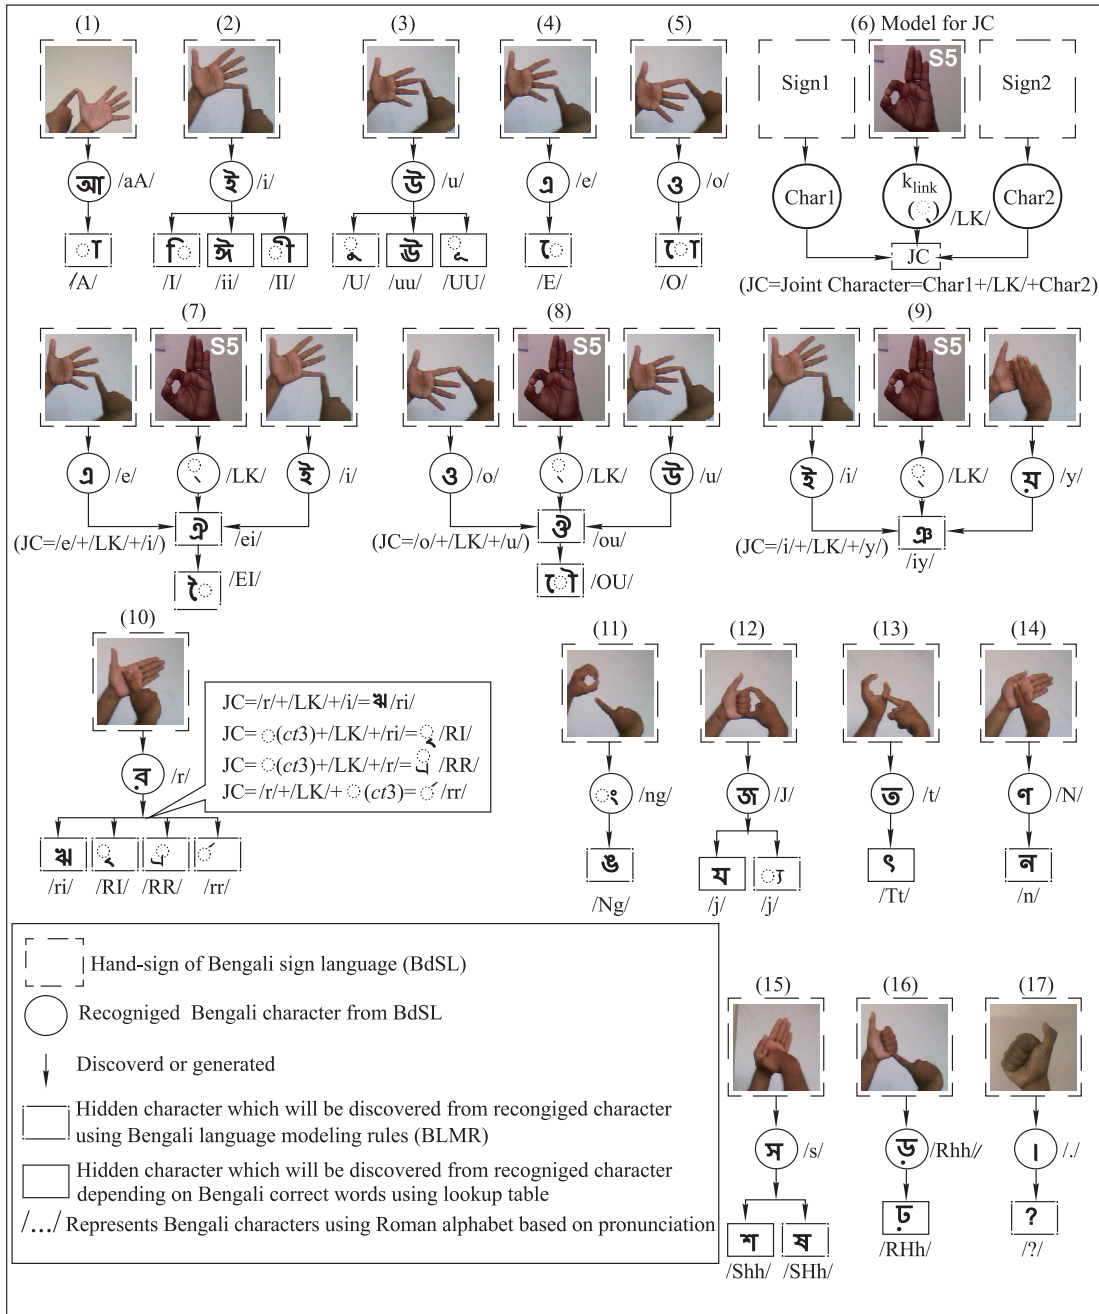 (1) (2) (3) (4) (5) (6) Model for JC
Sign1 S5 Sign2
আ /aA/ ই /i/ উ /u/ এ /e/ ও /o/ Char1 k_link (্) /LK/ Char2
া ি ঈ ী ু ঊ ূ ে ো JC
/A/ /I/ /ii/ /II/ /U/ /uu/ /UU/ /E/ /O/
(JC=Joint Character=Char1+/LK/+Char2)
(7) (8) (9)
S5 S5 S5
এ /e/ ্ /LK/ ই /i/ ও /o/ ্ /LK/ উ /u/ ই /i/ ্ /LK/ য় /y/
(JC=/e/+/LK/+/i/) ঐ /ei/ (JC=/o/+/LK/+/u/) ঔ /ou/ (JC=/i/+/LK/+/y/) ঞ /iy/
ৈ /EI/ ৌ /OU/
(10) (11) (12) (13) (14)
JC=/r/+/LK/+/i/=ঋ /ri/
JC= ◌(ct3)+/LK/+/ri/=ৃ /RI/
JC= ◌(ct3)+/LK/+/r/=্র /RR/
JC=/r/+/LK/+ ◌(ct3)=র্ /rr/
র /r/ ং /ng/ জ /J/ ত /t/ ণ /N/
ঋ ৃ ্র র্ ঙ য ্য ৎ ন
/ri/ /RI/ /RR/ /rr/ /Ng/ /j/ /j/ /Tt/ /n/
Hand-sign of Bengali sign language (BdSL)
Recogniged Bengali character from BdSL
Discoverd or generated
Hidden character which will be discovered from recongiged character
using Bengali language modeling rules (BLMR)
Hidden character which will be discovered from recogniged character
depending on Bengali correct words using lookup table
/.../ Represents Bengali characters using Roman alphabet based on pronunciation
(15) (16) (17)
স /s/ ড় /Rhh// । /./
শ ষ ঢ় ?
/Shh/ /SHh/ /RHh/ /?/